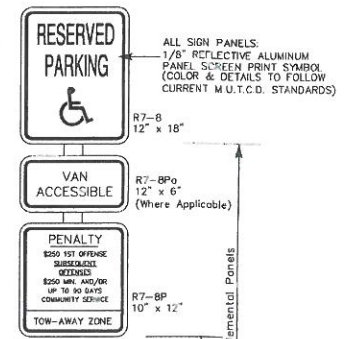 RESERVED
PARKING
ALL SIGN PANELS:
1/8" REFLECTIVE ALUMINUM
PANEL SCREEN PRINT SYMBOL
(COLOR & DETAILS TO FOLLOW
CURRENT M.U.T.C.D. STANDARDS)
R7-8
12" x 18"
VAN
ACCESSIBLE
R7-8Pa
12" x 6"
(Where Applicable)
PENALTY
$250 1ST OFFENSE
SUBSEQUENT
OFFENSES
$250 MIN. AND/OR
UP TO 90 DAYS
COMMUNITY SERVICE
TOW-AWAY ZONE
R7-8P
10" x 12"
emental Panels